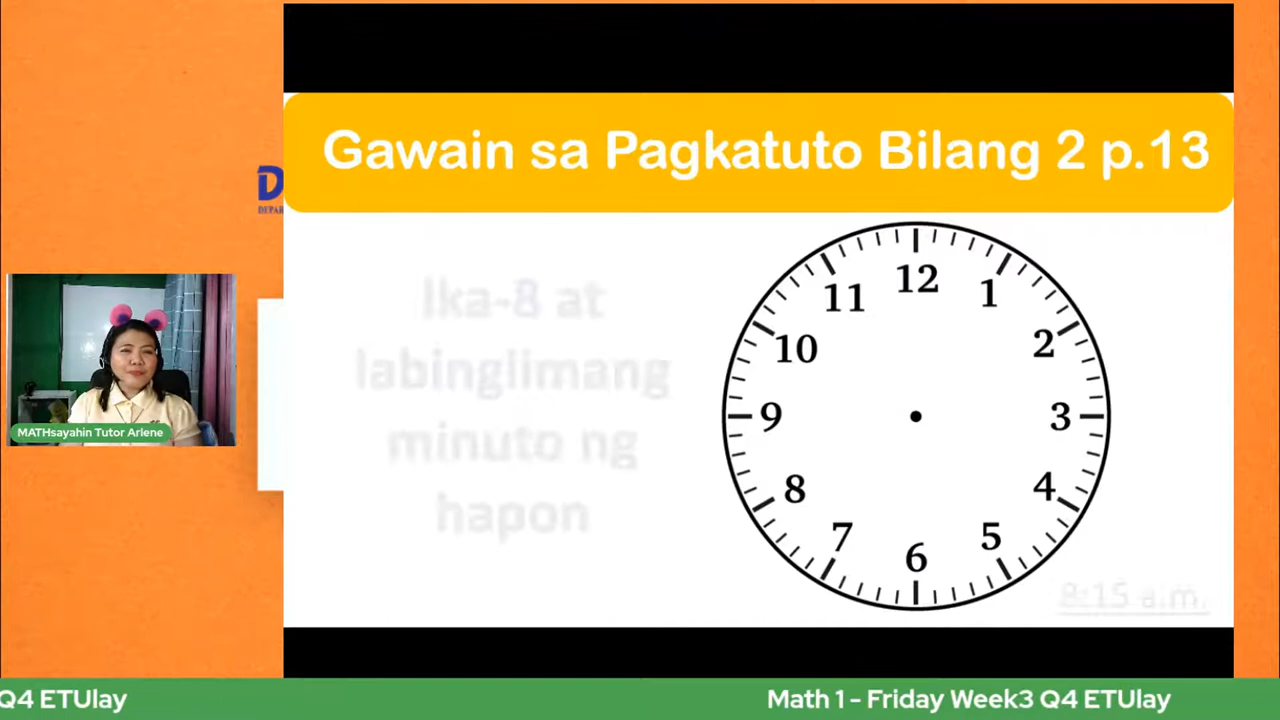 Gawain sa Pagkatuto Bilang 2 p.13
D
DEPAR
Ika-8 at
labinglimang
minuto ng
hapon
12
1
2
3
4
5
6
7
8
9
10
11
8:15 a.m.
MATHsayahin Tutor Arlene
Q4 ETUlay
Math 1 - Friday Week3 Q4 ETUlay